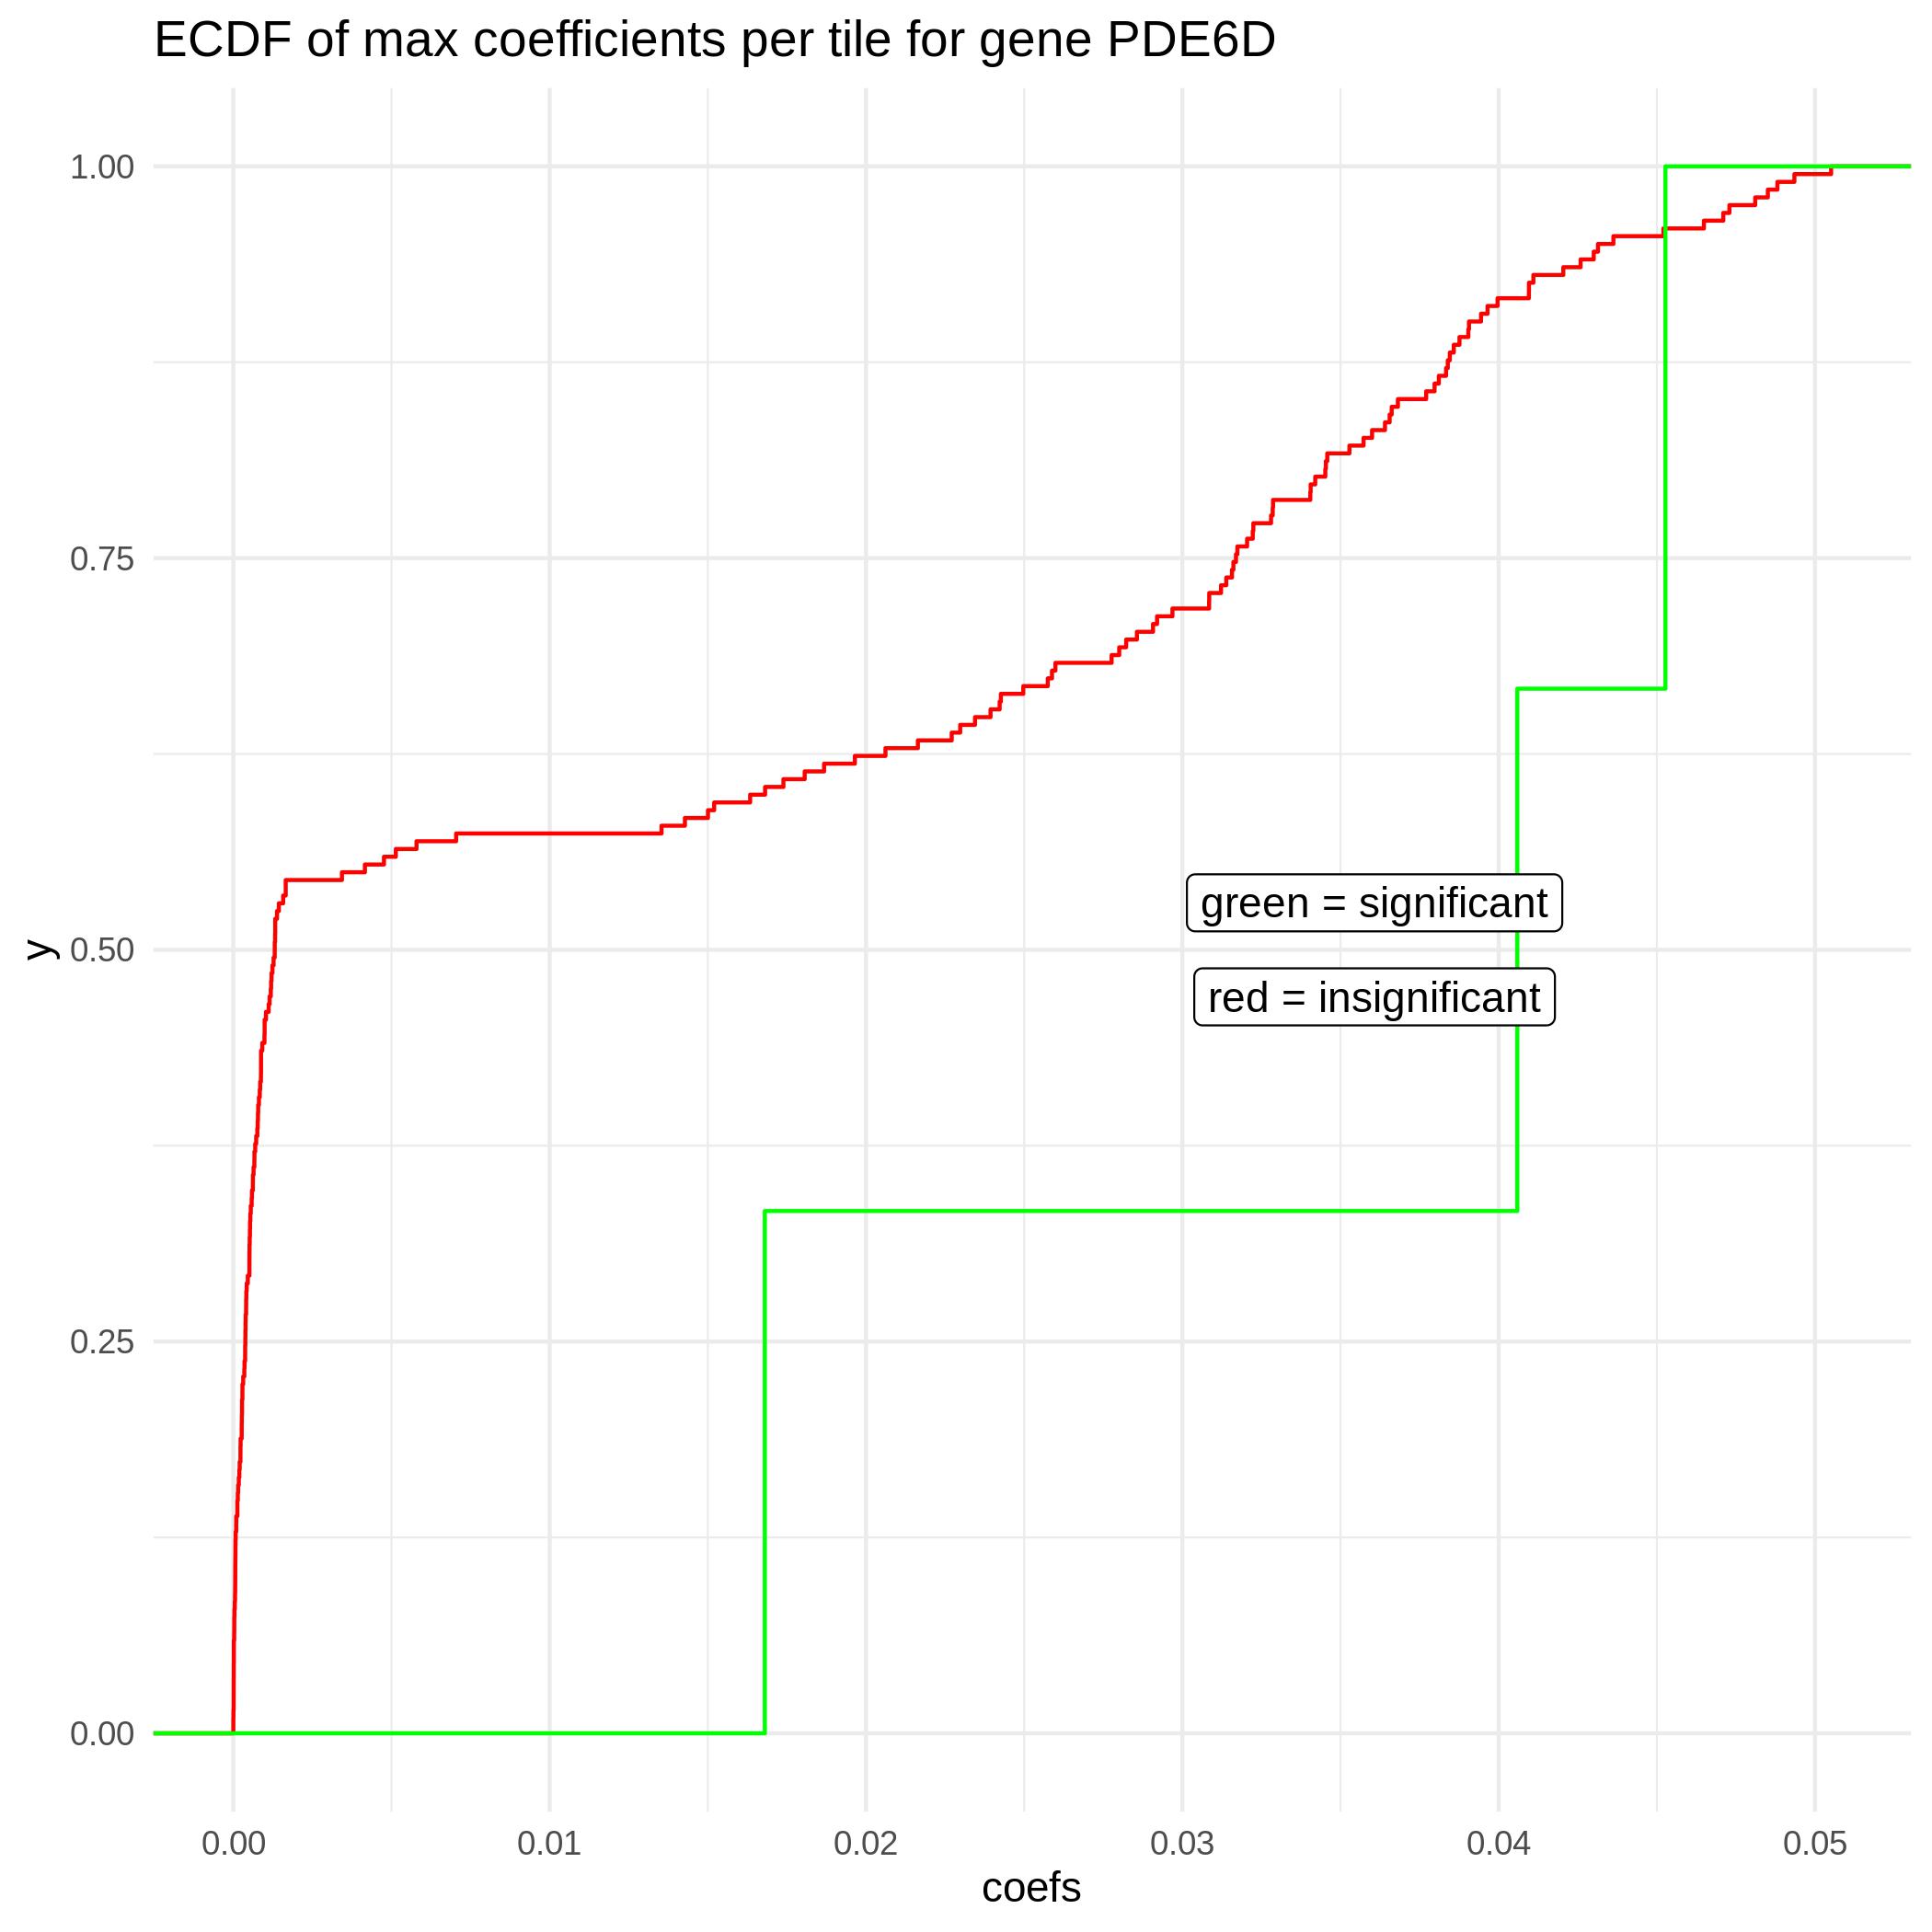 ECDF of max coefficients per tile for gene PDE6D
1.00
0.75
0.50
0.25
0.00
y
green = significant
red = insignificant
0.00 0.01 0.02 0.03 0.04 0.05
coefs